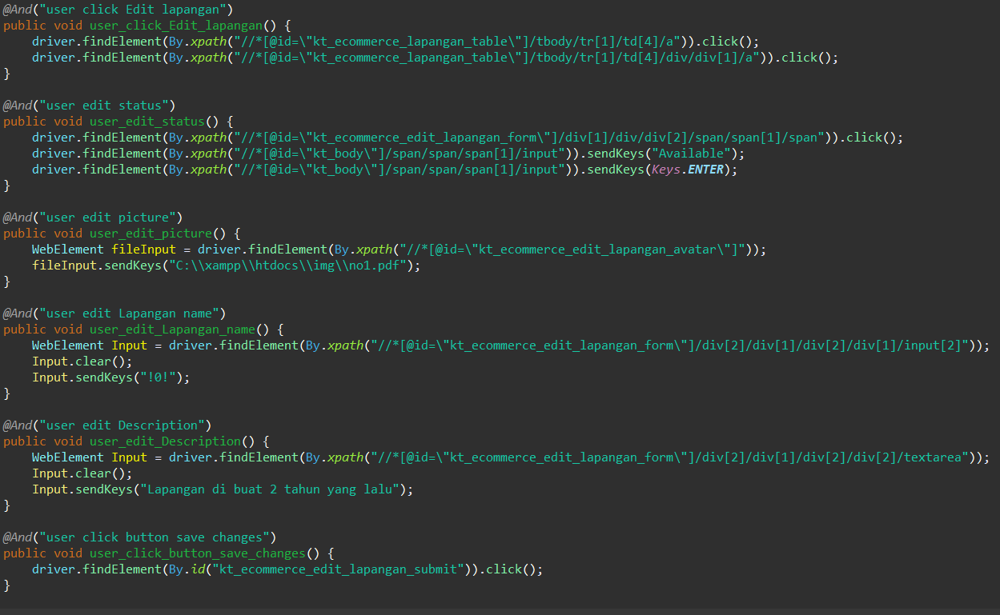 @And("user click Edit lapangan")
public void user_click_Edit_lapangan() {
    driver.findElement(By.xpath("//*[@id=\"kt_ecommerce_lapangan_table\"]/tbody/tr[1]/td[4]/a")).click();
    driver.findElement(By.xpath("//*[@id=\"kt_ecommerce_lapangan_table\"]/tbody/tr[1]/td[4]/div/div[1]/a")).click();
}

@And("user edit status")
public void user_edit_status() {
    driver.findElement(By.xpath("//*[@id=\"kt_ecommerce_edit_lapangan_form\"]/div[1]/div/div[2]/span/span[1]/span")).click();
    driver.findElement(By.xpath("//*[@id=\"kt_body\"]/span/span/span[1]/input")).sendKeys("Available");
    driver.findElement(By.xpath("//*[@id=\"kt_body\"]/span/span/span[1]/input")).sendKeys(Keys.ENTER);
}

@And("user edit picture")
public void user_edit_picture() {
    WebElement fileInput = driver.findElement(By.xpath("//*[@id=\"kt_ecommerce_edit_lapangan_avatar\"]"));
    fileInput.sendKeys("C:\\xampp\\htdocs\\img\\no1.pdf");
}

@And("user edit Lapangan name")
public void user_edit_Lapangan_name() {
    WebElement Input = driver.findElement(By.xpath("//*[@id=\"kt_ecommerce_edit_lapangan_form\"]/div[2]/div[1]/div[2]/div[1]/input[2]"));
    Input.clear();
    Input.sendKeys("!0!");
}

@And("user edit Description")
public void user_edit_Description() {
    WebElement Input = driver.findElement(By.xpath("//*[@id=\"kt_ecommerce_edit_lapangan_form\"]/div[2]/div[1]/div[2]/div[2]/textarea"));
    Input.clear();
    Input.sendKeys("Lapangan di buat 2 tahun yang lalu");
}

@And("user click button save changes")
public void user_click_button_save_changes() {
    driver.findElement(By.id("kt_ecommerce_edit_lapangan_submit")).click();
}